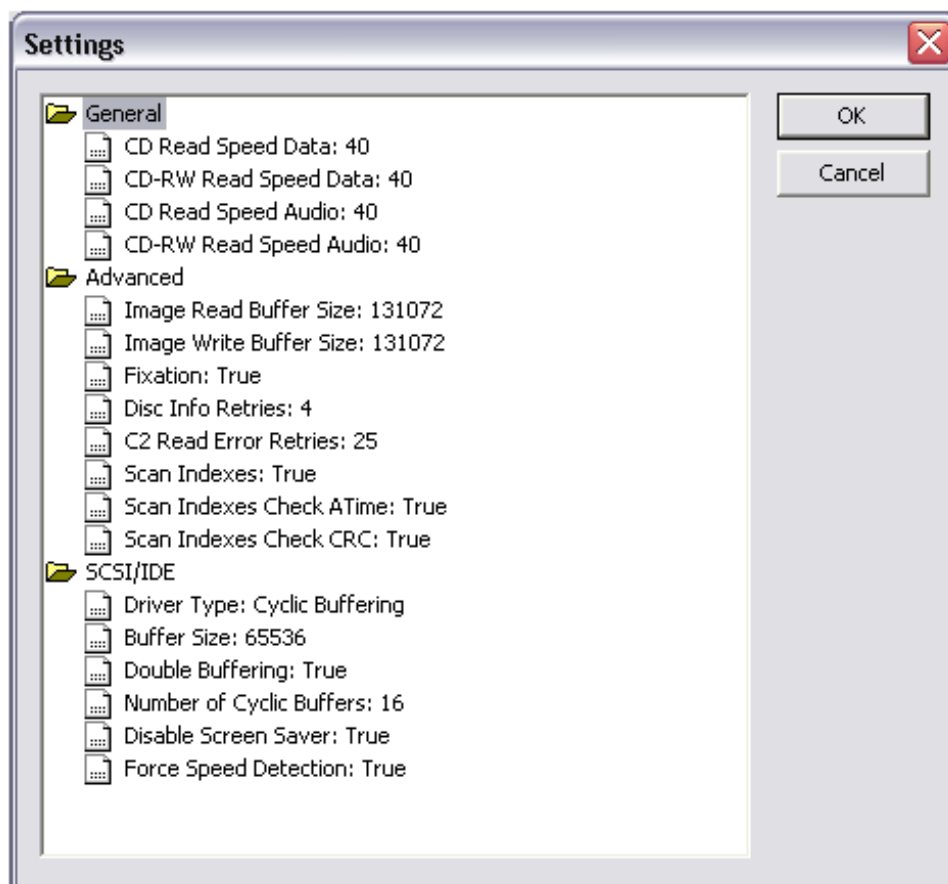 Settings
General
CD Read Speed Data: 40
CD-RW Read Speed Data: 40
CD Read Speed Audio: 40
CD-RW Read Speed Audio: 40
Advanced
Image Read Buffer Size: 131072
Image Write Buffer Size: 131072
Fixation: True
Disc Info Retries: 4
C2 Read Error Retries: 25
Scan Indexes: True
Scan Indexes Check ATime: True
Scan Indexes Check CRC: True
SCSI/IDE
Driver Type: Cyclic Buffering
Buffer Size: 65536
Double Buffering: True
Number of Cyclic Buffers: 16
Disable Screen Saver: True
Force Speed Detection: True
OK
Cancel